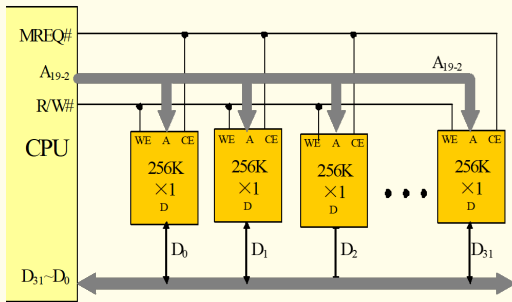 MREQ#
A19-2 A19-2
R/W#
CPU
WE A CE WE A CE WE A CE WE A CE
256K 256K 256K 256K
×1 ×1 ×1 ×1
D D D D
D0 D1 D2 D31
D31~D0